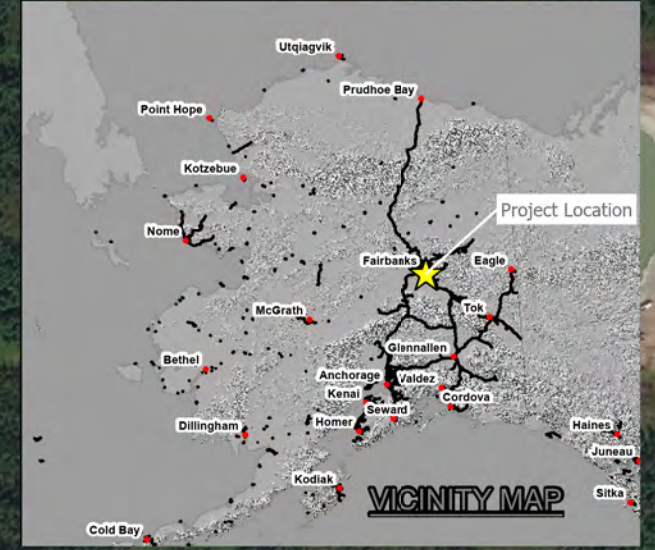 Utqiagvik
Prudhoe Bay
Point Hope
Kotzebue
Project Location
Nome
Fairbanks
Eagle
McGrath
Tok
Glennallen
Bethel
Anchorage
Valdez
Kenai
Cordova
Seward
Dillingham
Homer
Haines
Juneau
Kodiak
VICINITY MAP
Sitka
Cold Bay